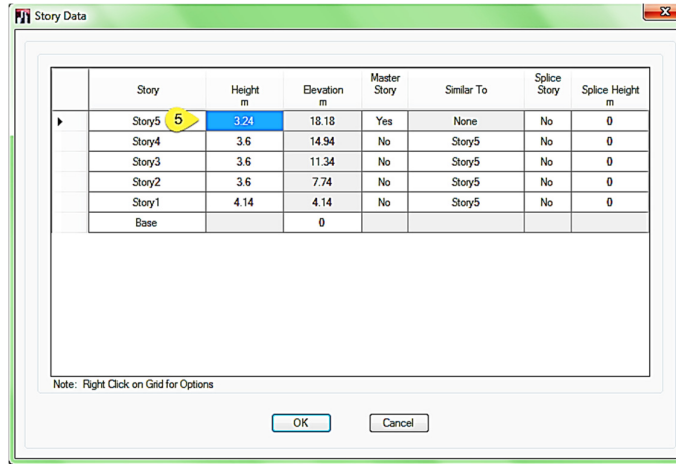 Story Data
Story Height m Elevation m Master Story Similar To Splice Story Splice Height m
Story5 5 3.24 18.18 Yes None No 0
Story4 3.6 14.94 No Story5 No 0
Story3 3.6 11.34 No Story5 No 0
Story2 3.6 7.74 No Story5 No 0
Story1 4.14 4.14 No Story5 No 0
Base 0
Note: Right Click on Grid for Options
OK Cancel